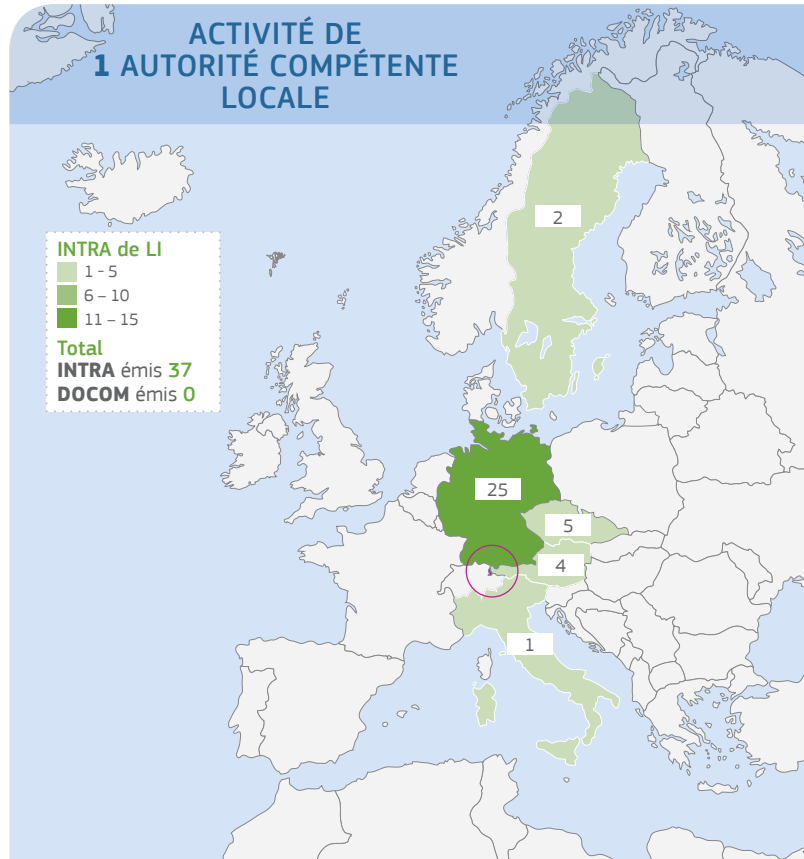 ACTIVITÉ DE
1 AUTORITÉ COMPÉTENTE
LOCALE
INTRA de LI
1 - 5
6 – 10
11 – 15
Total
INTRA émis 37
DOCOM émis 0
2
25
5
4
1